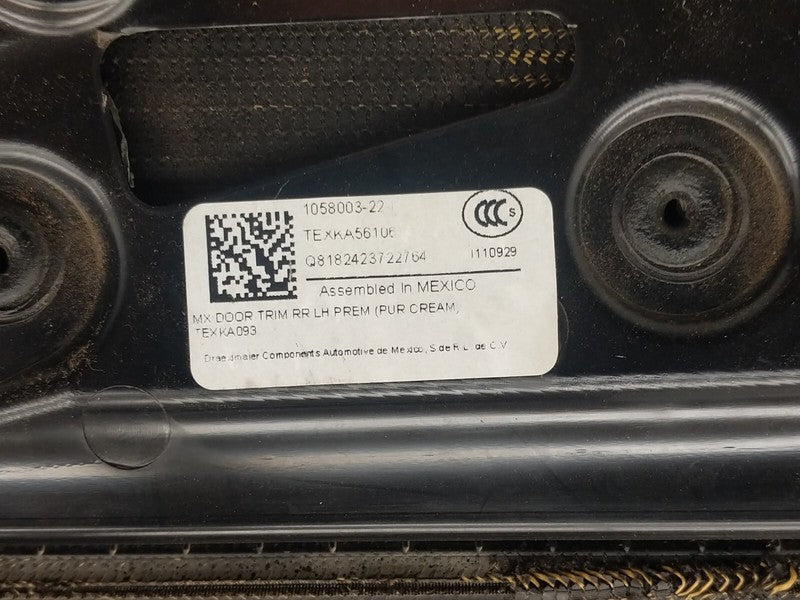 1058003-22
CCC S
TEXKA56106
Q8182423722764
I110929
Assembled In MEXICO
MX DOOR TRIM RR LH PREM (PUR CREAM)
TEXKA093
Draexlmaier Components Automotive de Mexico, S de R.L. de C.V